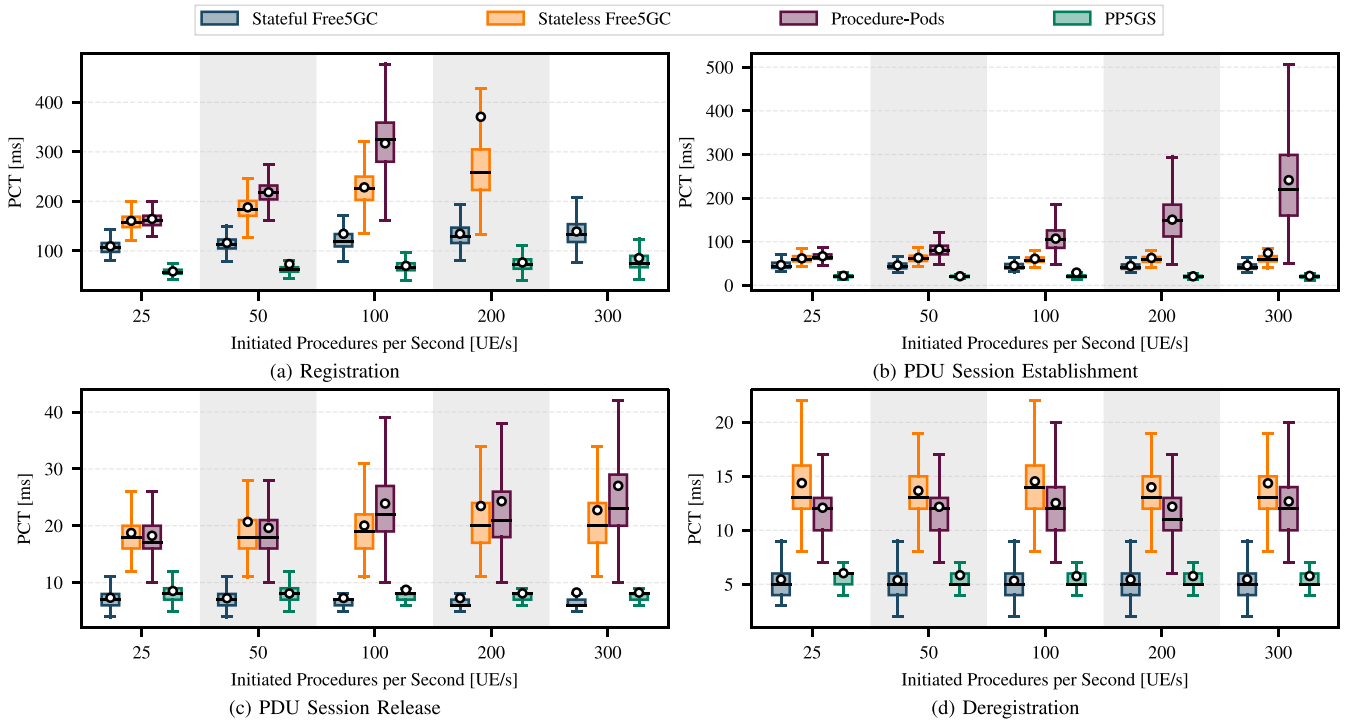 Stateful Free5GC Stateless Free5GC Procedure-Pods PP5GS
PCT [ms]
400
300
200
100
25 50 100 200 300
Initiated Procedures per Second [UE/s]
(a) Registration
PCT [ms]
500
400
300
200
100
0
25 50 100 200 300
Initiated Procedures per Second [UE/s]
(b) PDU Session Establishment
PCT [ms]
40
30
20
10
25 50 100 200 300
Initiated Procedures per Second [UE/s]
(c) PDU Session Release
PCT [ms]
20
15
10
5
25 50 100 200 300
Initiated Procedures per Second [UE/s]
(d) Deregistration